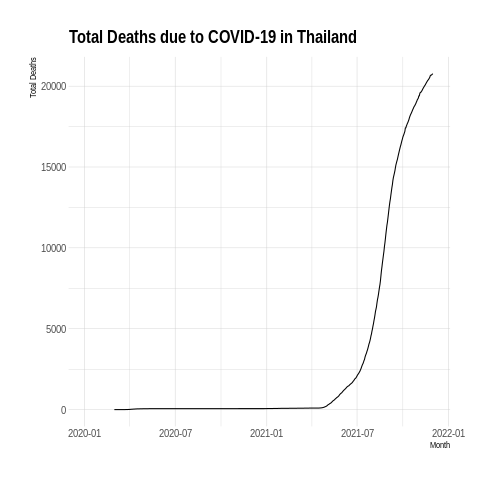 Total Deaths due to COVID-19 in Thailand
Total Deaths
20000
15000
10000
5000
0
2020-01 2020-07 2021-01 2021-07 2022-01
Month